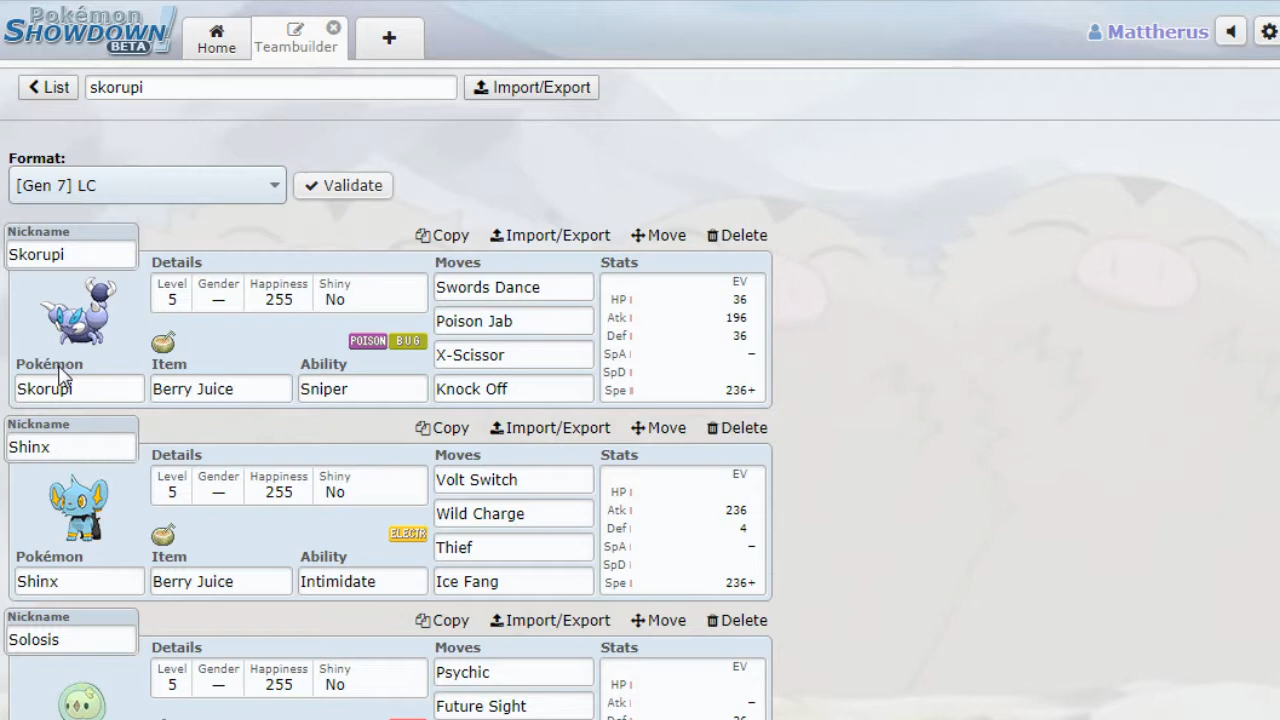 Pokémon
SHOWDOWN!
BETA
Home
Teambuilder
+
Mattherus
List
skorupi
Import/Export
Format:
[Gen 7] LC
Validate
Nickname
Skorupi
Copy Import/Export Move Delete
Details
Moves
Stats
Level Gender Happiness Shiny
5 — 255 No
POISON BUG
Pokémon Item Ability
Skorupi Berry Juice Sniper
Swords Dance
Poison Jab
X-Scissor
Knock Off
EV
HP 36
Atk 196
Def 36
SpA –
SpD
Spe 236+
Nickname
Shinx
Copy Import/Export Move Delete
Details
Moves
Stats
Level Gender Happiness Shiny
5 — 255 No
ELECTR
Pokémon Item Ability
Shinx Berry Juice Intimidate
Volt Switch
Wild Charge
Thief
Ice Fang
EV
HP
Atk 236
Def 4
SpA –
SpD
Spe 236+
Nickname
Solosis
Copy Import/Export Move Delete
Details
Moves
Stats
Level Gender Happiness Shiny
5 — 255 No
Psychic
Future Sight
EV
HP
Atk –